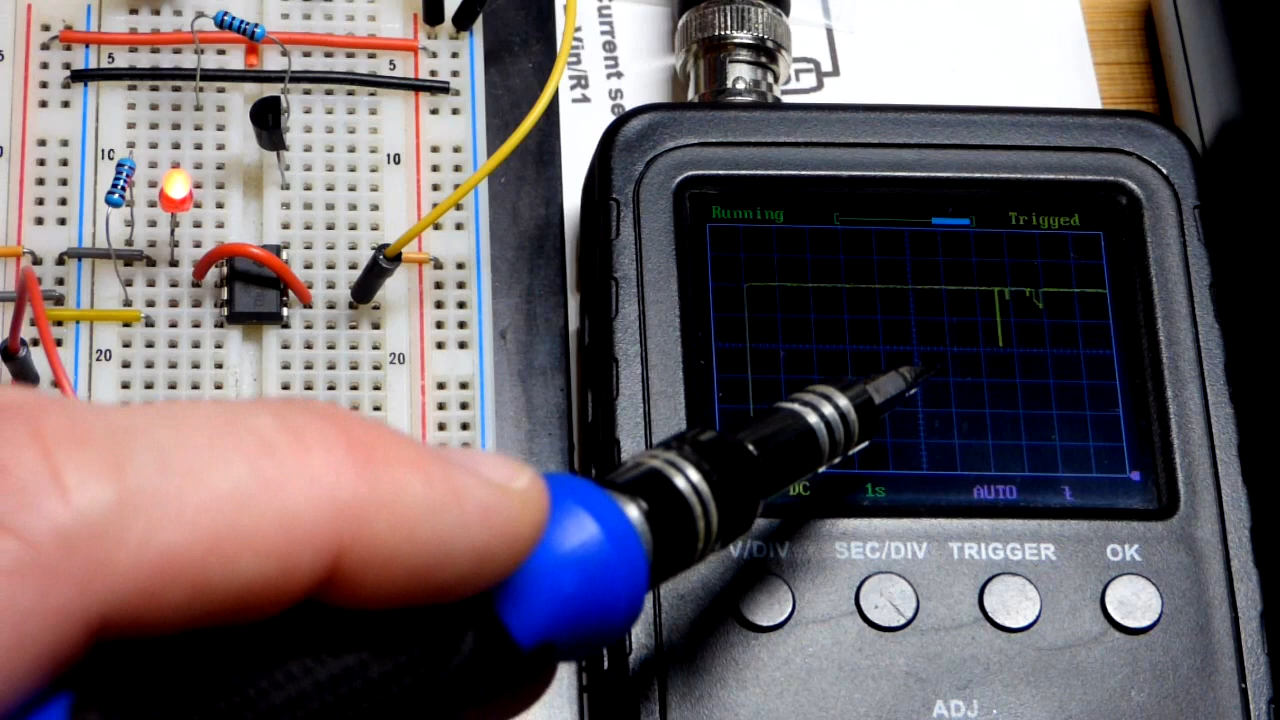 5
5
10
10
20
20
Current se
Vin/R1
Running
Trigged
DC
1s
AUTO
V/DIV
SEC/DIV
TRIGGER
OK
ADJ